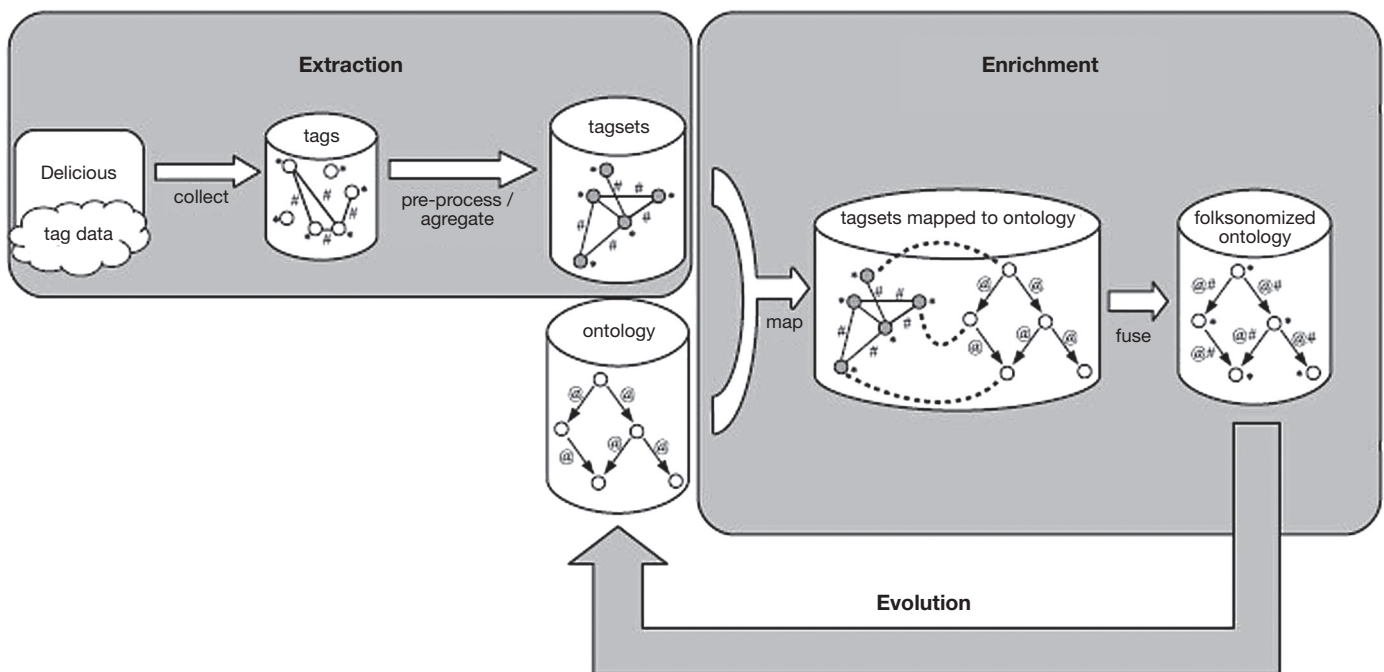 Extraction
Enrichment
Delicious
tag data
collect
tags
# # # #
pre-process /
agregate
tagsets
# # # # #
ontology
@ @
@ @ @
map
tagsets mapped to ontology
# # # # #
@ @
@ @ @
fuse
folksonomized
ontology
@# @#
@# @# @#
Evolution